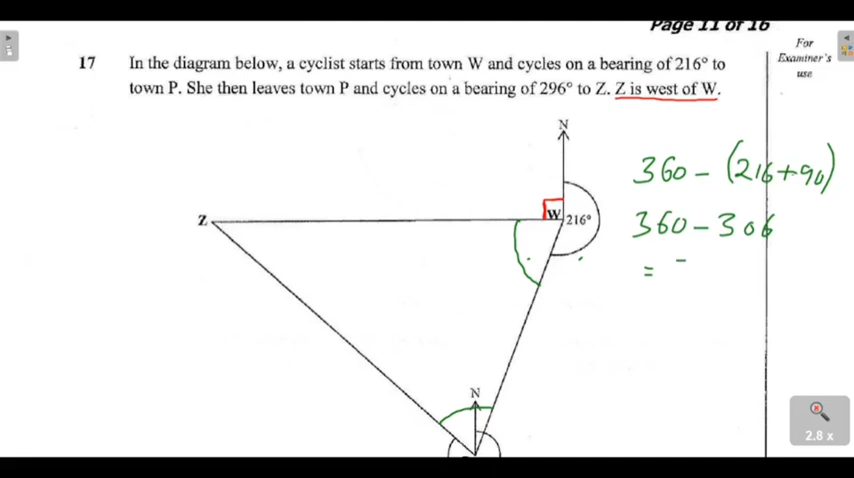 Page 11 of 16
For
Examiner's
use
17 In the diagram below, a cyclist starts from town W and cycles on a bearing of 216° to
town P. She then leaves town P and cycles on a bearing of 296° to Z. Z is west of W.
N
360 - (216+90)
Z
W
216°
360 - 306
=
N
2.8 x